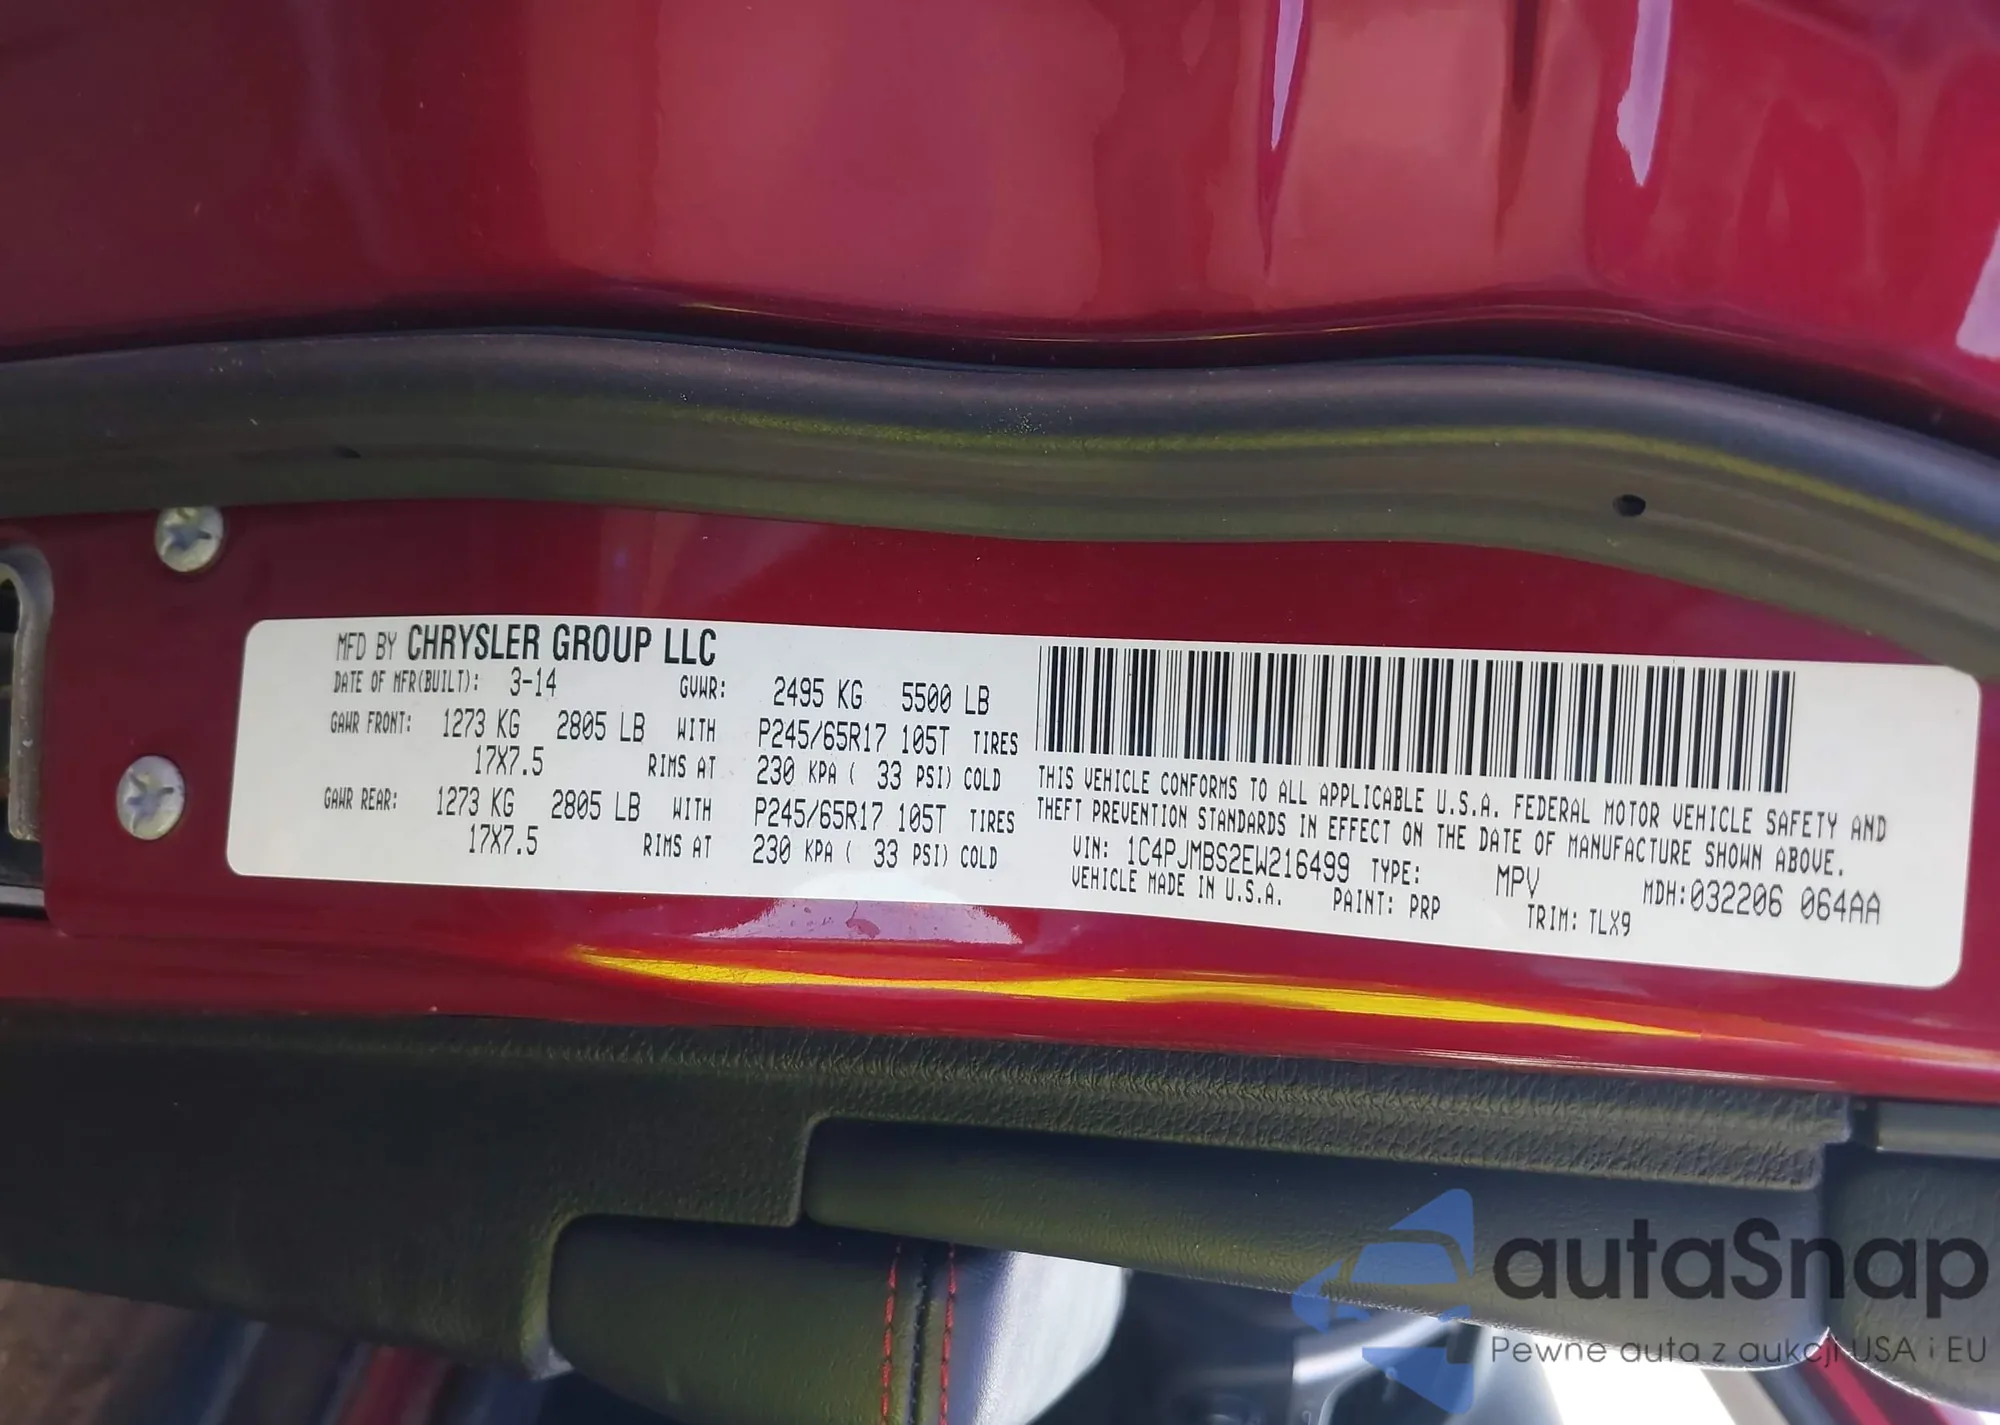 MFD BY CHRYSLER GROUP LLC
DATE OF MFR(BUILT): 3-14 GVWR: 2495 KG 5500 LB
GAWR FRONT: 1273 KG 2805 LB WITH P245/65R17 105T TIRES
17X7.5 RIMS AT 230 KPA ( 33 PSI) COLD
GAWR REAR: 1273 KG 2805 LB WITH P245/65R17 105T TIRES
17X7.5 RIMS AT 230 KPA ( 33 PSI) COLD
THIS VEHICLE CONFORMS TO ALL APPLICABLE U.S.A. FEDERAL MOTOR VEHICLE SAFETY AND
THEFT PREVENTION STANDARDS IN EFFECT ON THE DATE OF MANUFACTURE SHOWN ABOVE.
VIN: 1C4PJMBS2EW216499 TYPE: MPV MDH:032206 064AA
VEHICLE MADE IN U.S.A. PAINT: PRP TRIM: TLX9
autaSnap
Pewne auta z aukcji USA i EU